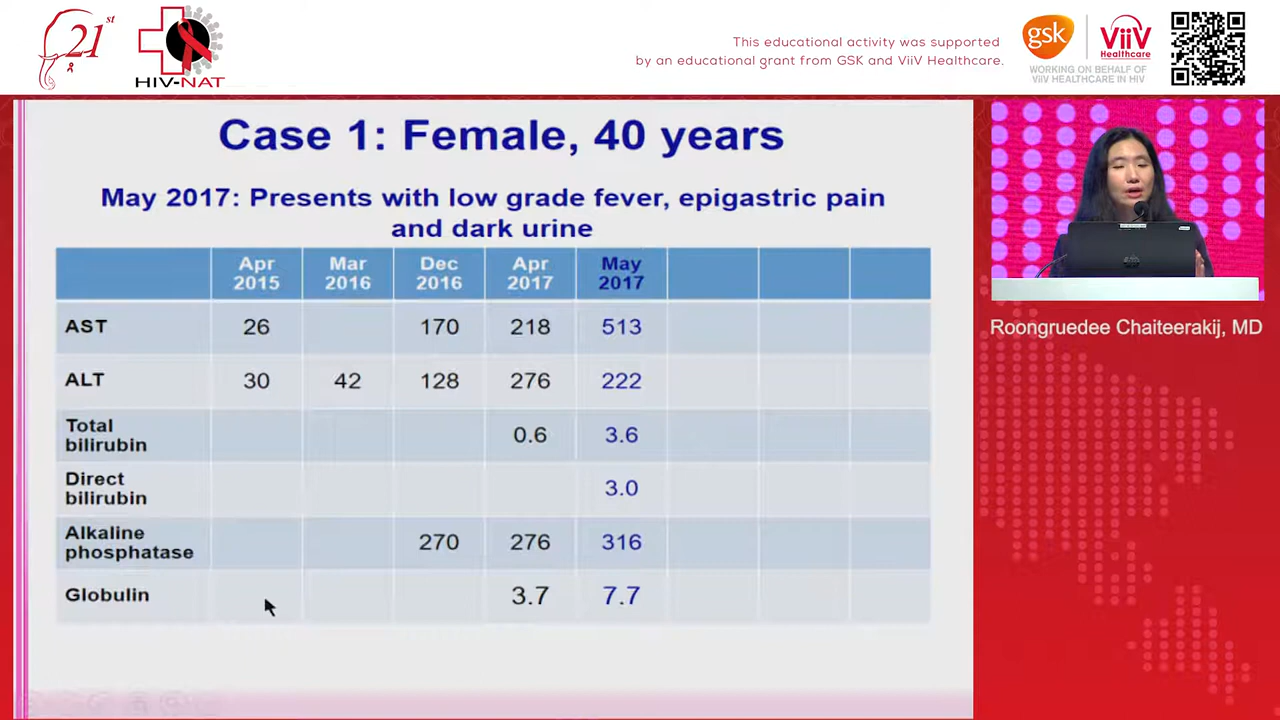 21st
HIV-NAT
This educational activity was supported
by an educational grant from GSK and ViiV Healthcare.
gsk
ViiV
Healthcare
WORKING ON BEHALF OF
ViiV HEALTHCARE IN HIV
Case 1: Female, 40 years
May 2017: Presents with low grade fever, epigastric pain
and dark urine
Apr 2015 Mar 2016 Dec 2016 Apr 2017 May 2017
AST 26 170 218 513
ALT 30 42 128 276 222
Total bilirubin 0.6 3.6
Direct bilirubin 3.0
Alkaline phosphatase 270 276 316
Globulin 3.7 7.7
Roongruedee Chaiteerakij, MD